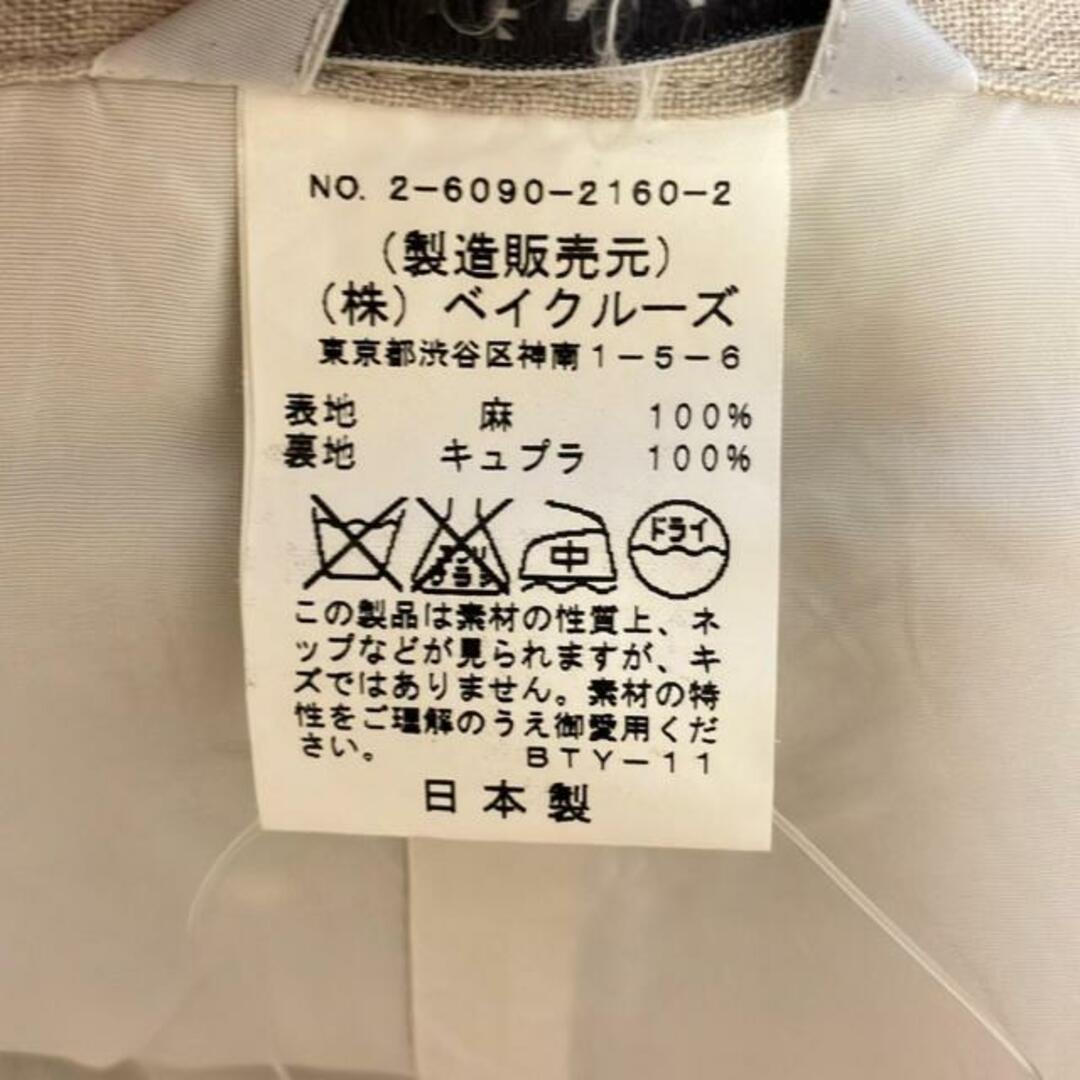 NO. 2-6090-2160-2
(製造販売元)
(株) ベイクルーズ
東京都渋谷区神南1-5-6
表地 麻 100%
裏地 キュプラ 100%
中 ドライ
この製品は素材の性質上、ネ
ップなどが見られますが、キ
ズではありません。素材の特
性をご理解のうえ御愛用くだ
さい。 BTY-11
日本製